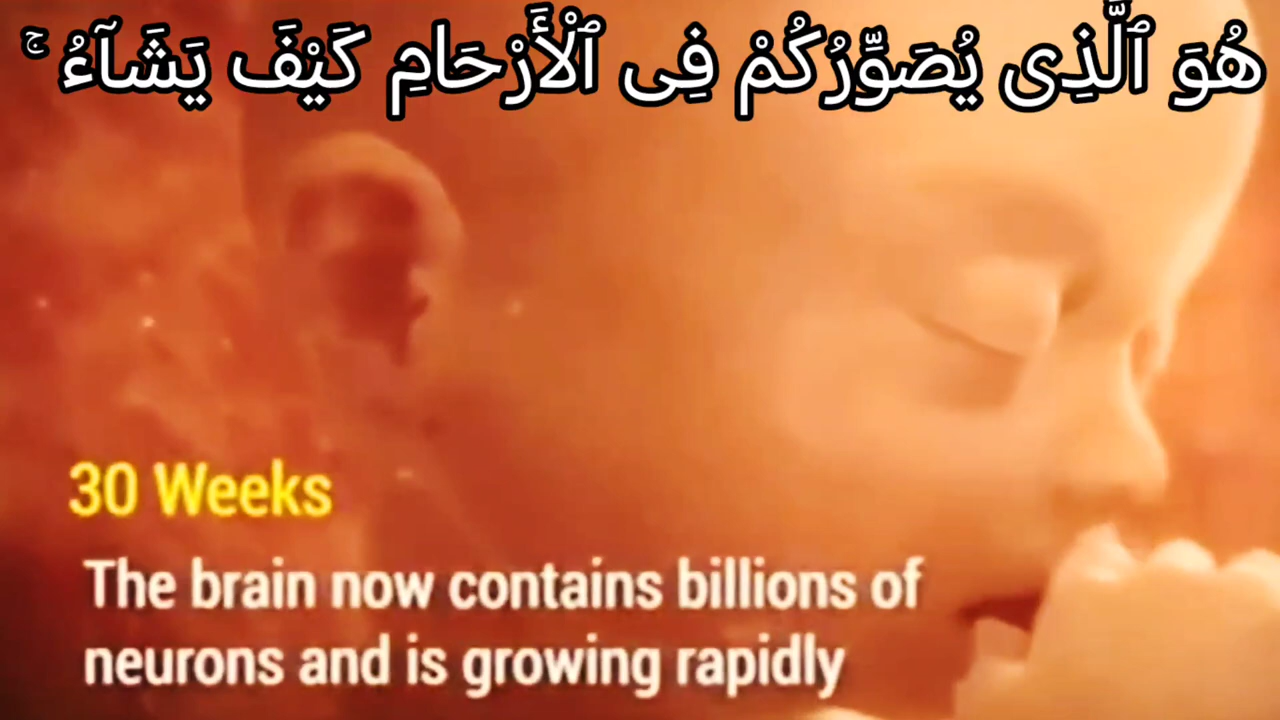 هُوَ ٱلَّذِى يُصَوِّرُكُمْ فِى ٱلْأَرْحَامِ كَيْفَ يَشَآءُ ۚ
30 Weeks
The brain now contains billions of
neurons and is growing rapidly